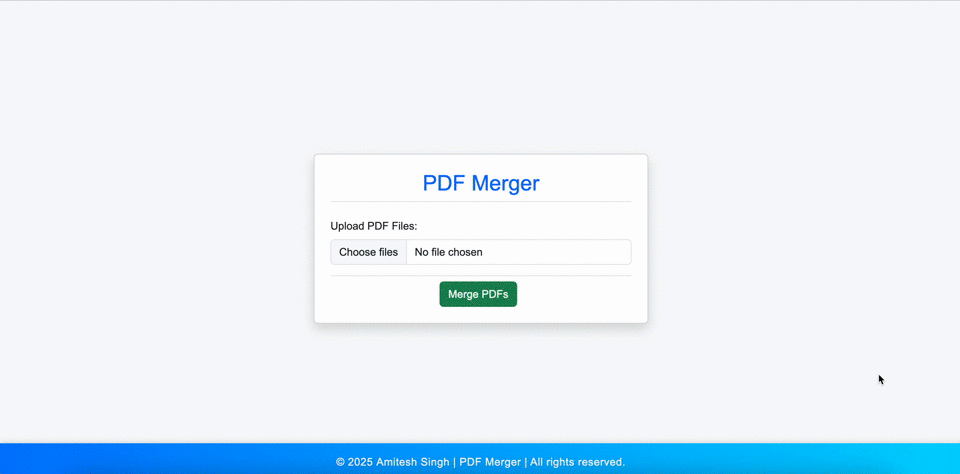 PDF Merger
Upload PDF Files:
Choose files No file chosen
Merge PDFs
© 2025 Amitesh Singh | PDF Merger | All rights reserved.